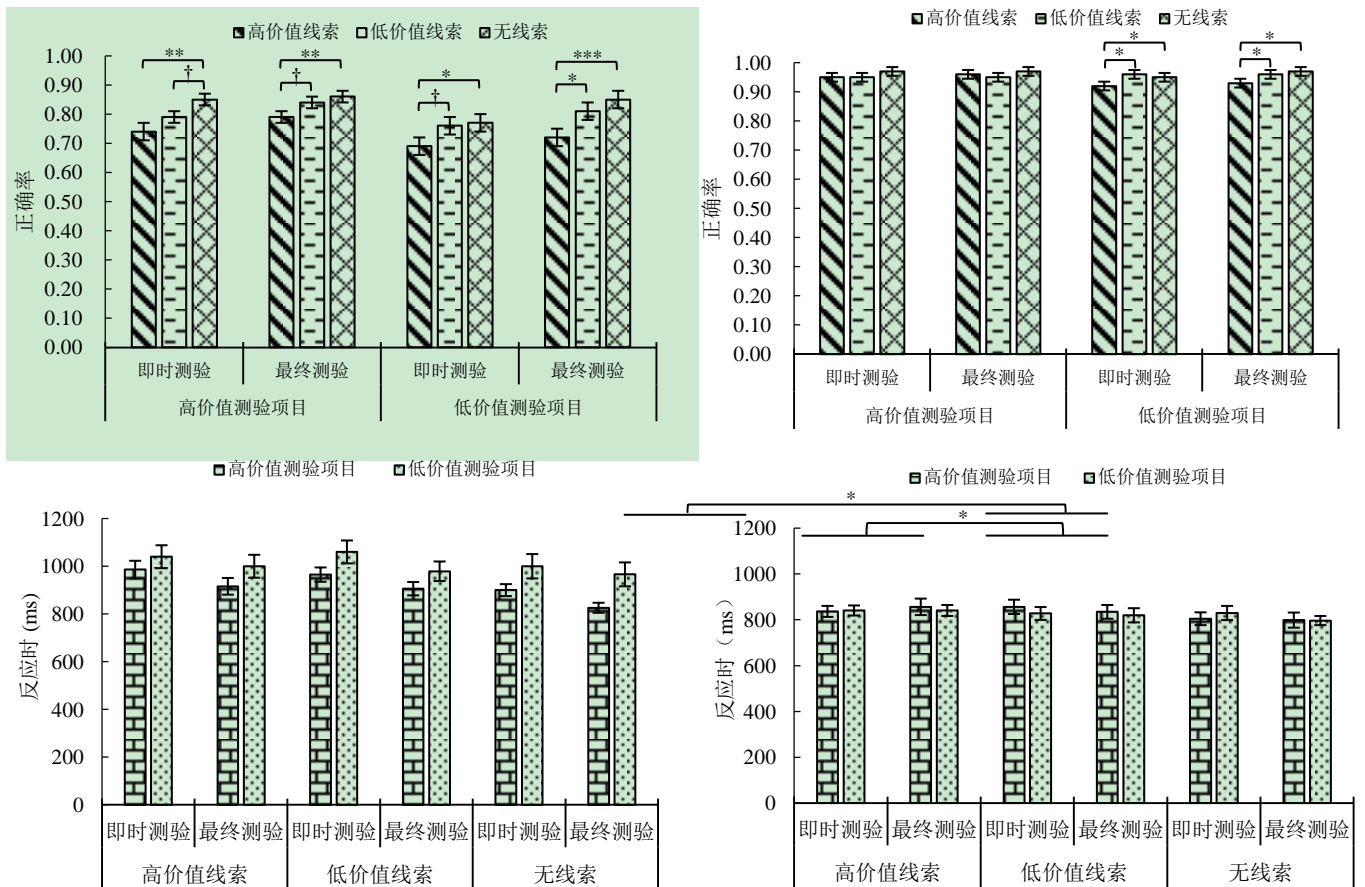 高价值线索 低价值线索 无线索
** † ** † * † * ***
1.00
0.90
0.80
0.70
0.60
0.50
0.40
0.30
0.20
0.10
0.00
正确率
即时测验 最终测验 即时测验 最终测验
高价值测验项目 低价值测验项目
高价值线索 低价值线索 无线索
* * * *
1.00
0.90
0.80
0.70
0.60
0.50
0.40
0.30
0.20
0.10
0.00
正确率
即时测验 最终测验 即时测验 最终测验
高价值测验项目 低价值测验项目
高价值测验项目 低价值测验项目
1200
1000
800
600
400
200
0
反应时 (ms)
即时测验 最终测验 即时测验 最终测验 即时测验 最终测验
高价值线索 低价值线索 无线索
高价值测验项目 低价值测验项目
*
*
1200
1000
800
600
400
200
0
反应时（ms）
即时测验 最终测验 即时测验 最终测验 即时测验 最终测验
高价值线索 低价值线索 无线索